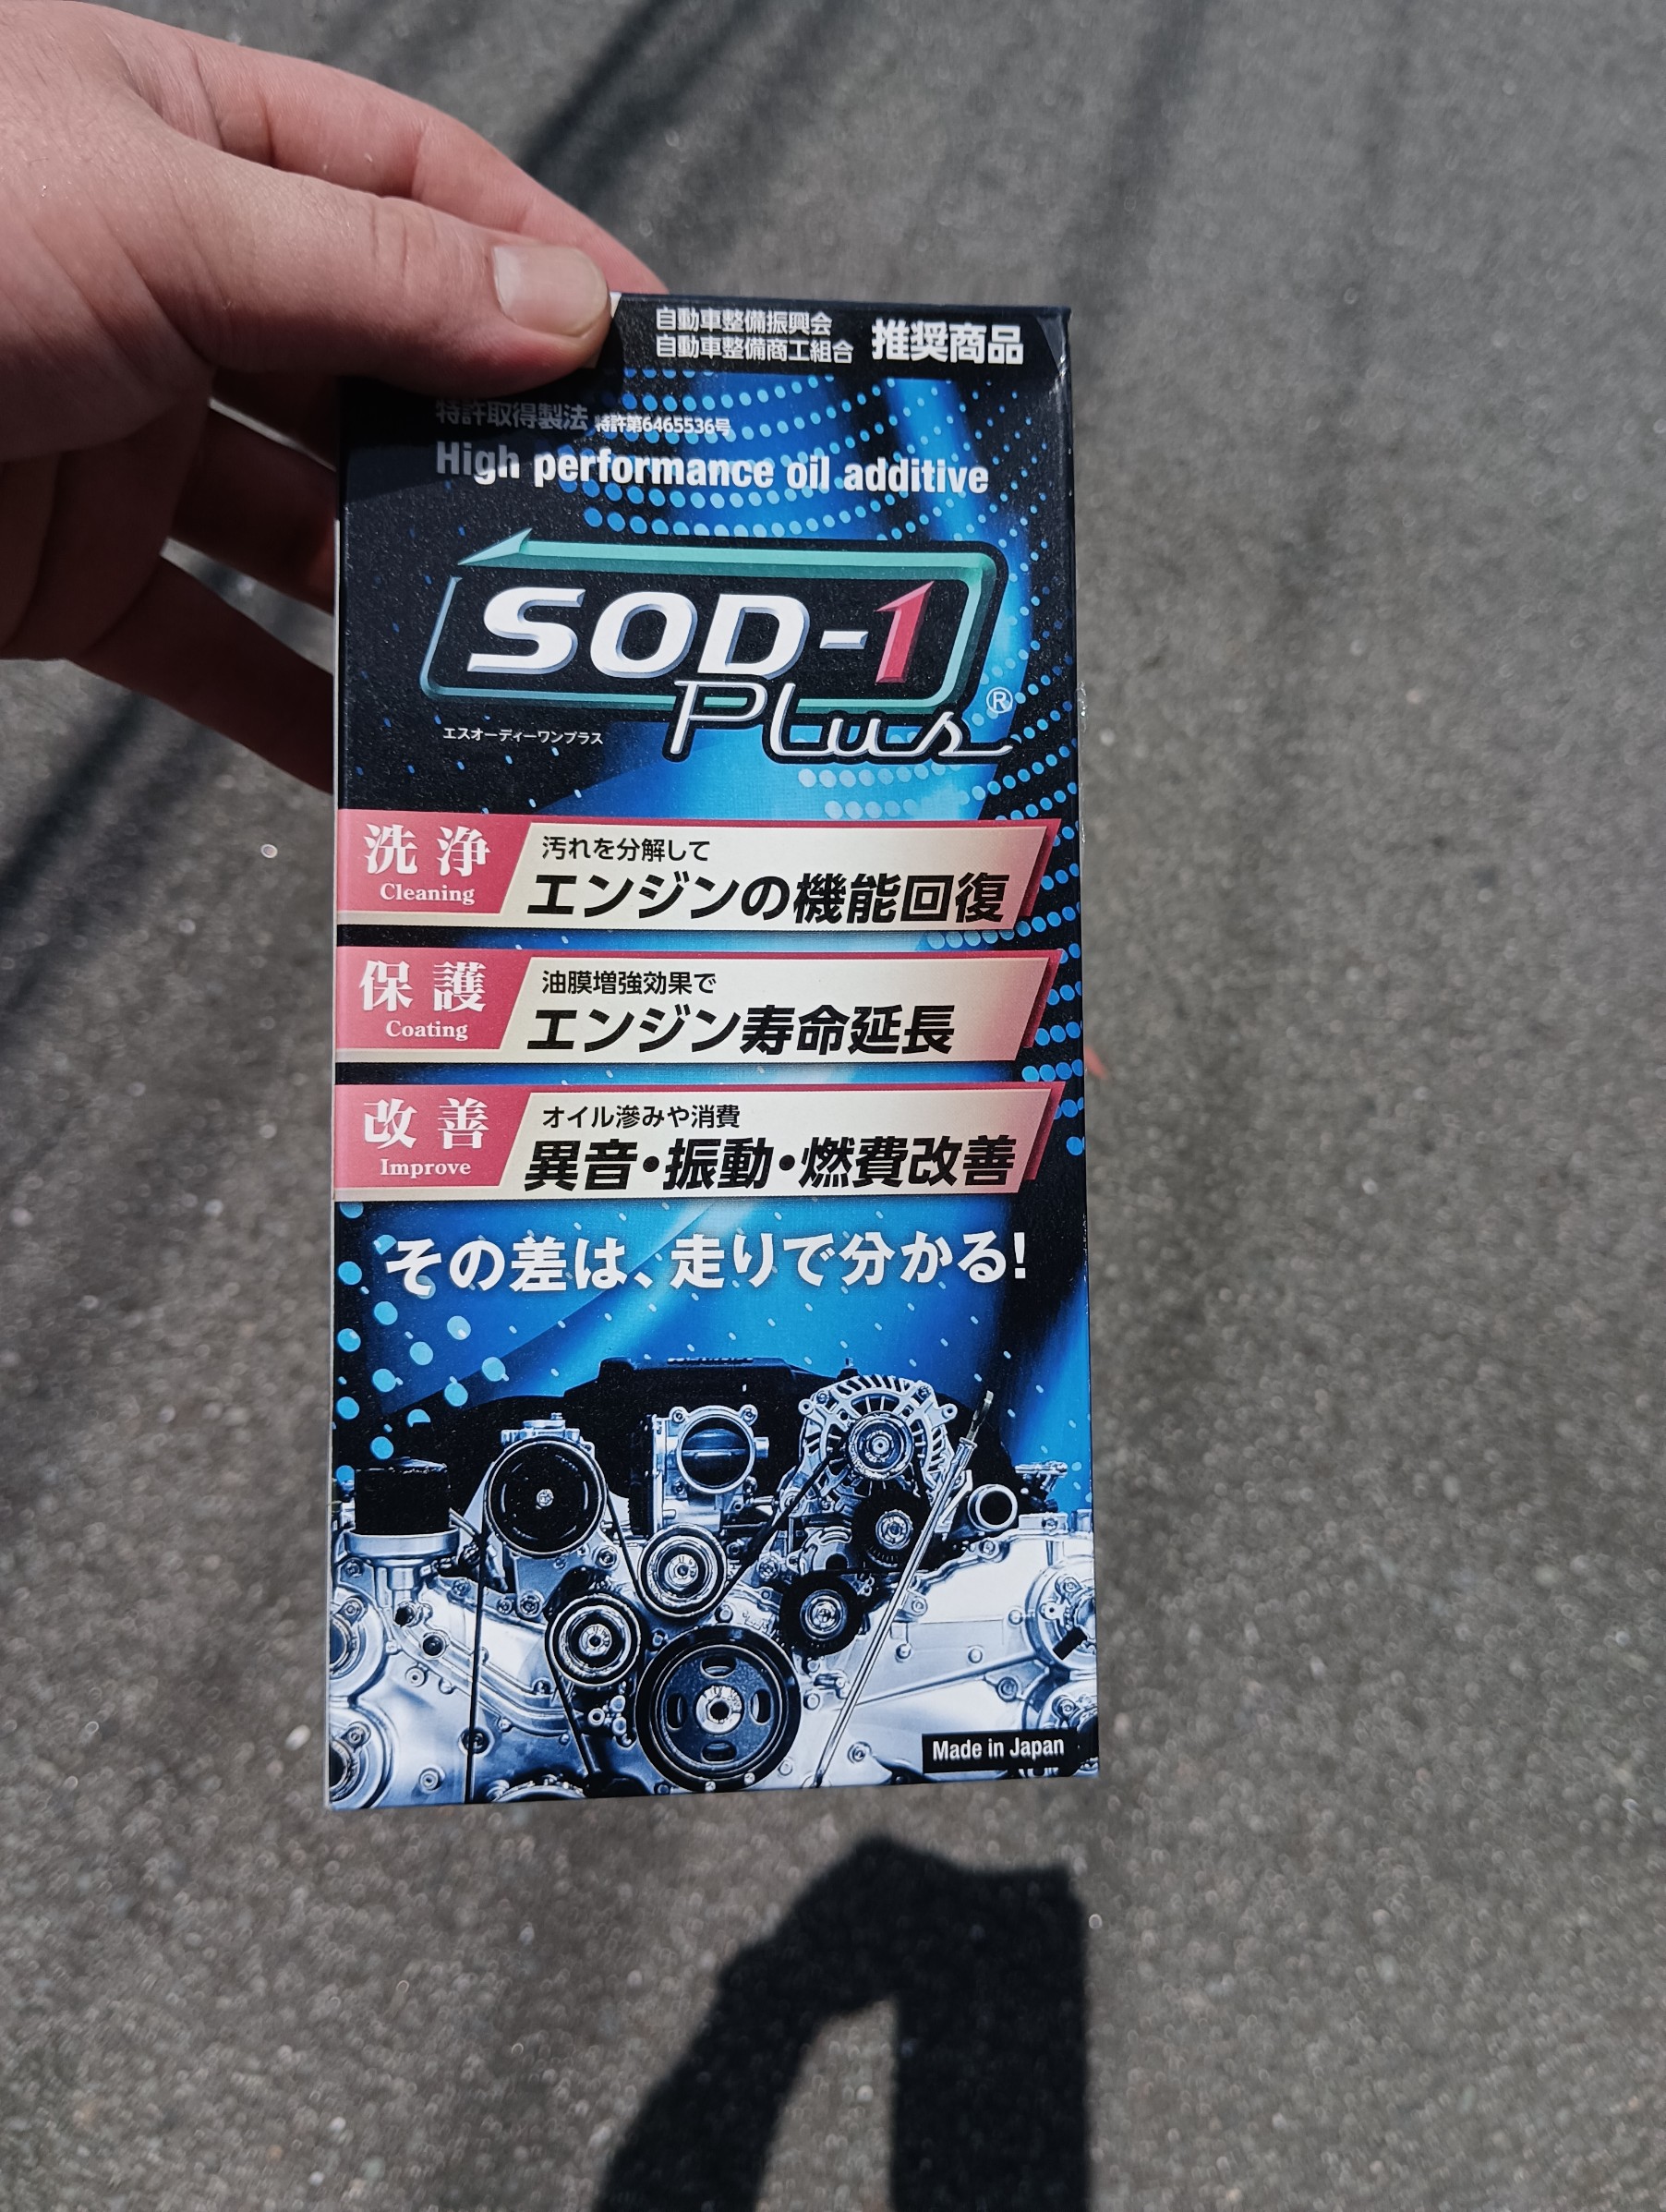 自動車整備振興会
自動車整備商工組合 推奨商品
特許取得製法 特許第6465536号
High performance oil additive
SOD-1
Plus®
エスオーディーワンプラス
洗浄
Cleaning
汚れを分解して
エンジンの機能回復
保護
Coating
油膜増強効果で
エンジン寿命延長
改善
Improve
オイル滲みや消費
異音・振動・燃費改善
その差は、走りで分かる!
Made in Japan